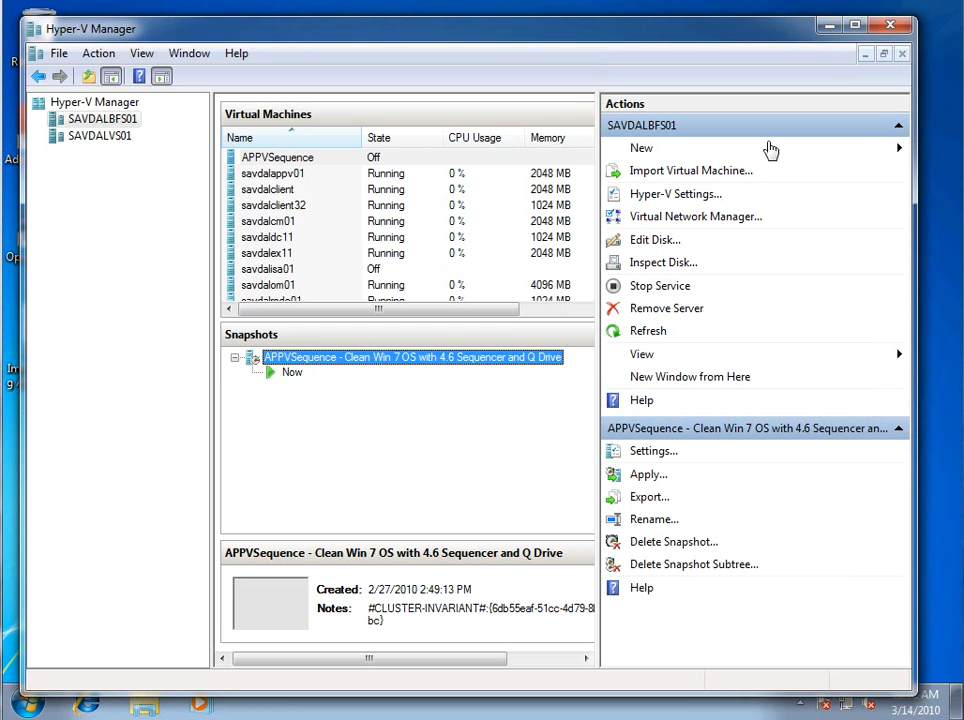 Hyper-V Manager
File Action View Window Help
Hyper-V Manager
SAVDALBFS01
SAVDALVS01
Virtual Machines
Name State CPU Usage Memory
APPVSequence Off
savdalappv01 Running 0 % 2048 MB
savdalclient Running 0 % 2048 MB
savdalclient32 Running 0 % 1024 MB
savdalcm01 Running 0 % 2048 MB
savdaldc11 Running 0 % 1024 MB
savdalex11 Running 0 % 2048 MB
savdalisa01 Off
savdalom01 Running 0 % 4096 MB
Running 0 % 1024 MB
Snapshots
APPVSequence - Clean Win 7 OS with 4.6 Sequencer and Q Drive
Now
APPVSequence - Clean Win 7 OS with 4.6 Sequencer and Q Drive
Created: 2/27/2010 2:49:13 PM
Notes: #CLUSTER-INVARIANT#:{6db55eaf-51cc-4d79-8
bc}
Actions
SAVDALBFS01
New
Import Virtual Machine...
Hyper-V Settings...
Virtual Network Manager...
Edit Disk...
Inspect Disk...
Stop Service
Remove Server
Refresh
View
New Window from Here
Help
APPVSequence - Clean Win 7 OS with 4.6 Sequencer an...
Settings...
Apply...
Export...
Rename...
Delete Snapshot...
Delete Snapshot Subtree...
Help
AM
3/14/2010